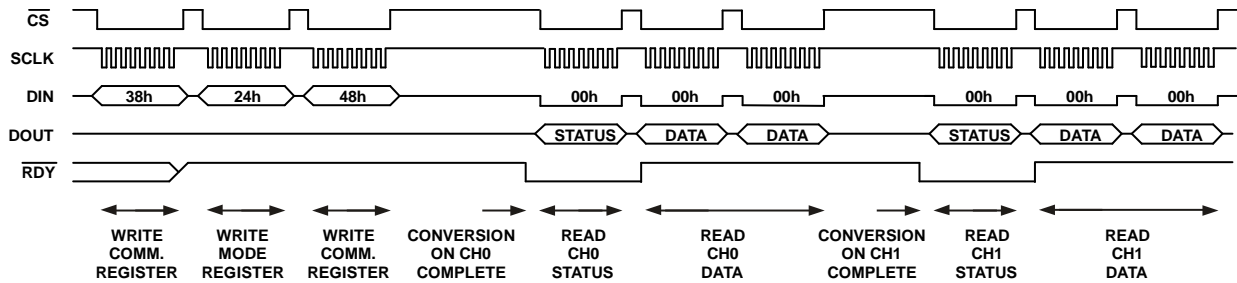 CS
SCLK
DIN 38h 24h 48h 00h 00h 00h 00h 00h 00h
DOUT STATUS DATA DATA STATUS DATA DATA
RDY
WRITE WRITE WRITE CONVERSION READ READ CONVERSION READ READ
COMM. MODE COMM. ON CH0 CH0 CH0 ON CH1 CH1 CH1
REGISTER REGISTER REGISTER COMPLETE STATUS DATA COMPLETE STATUS DATA